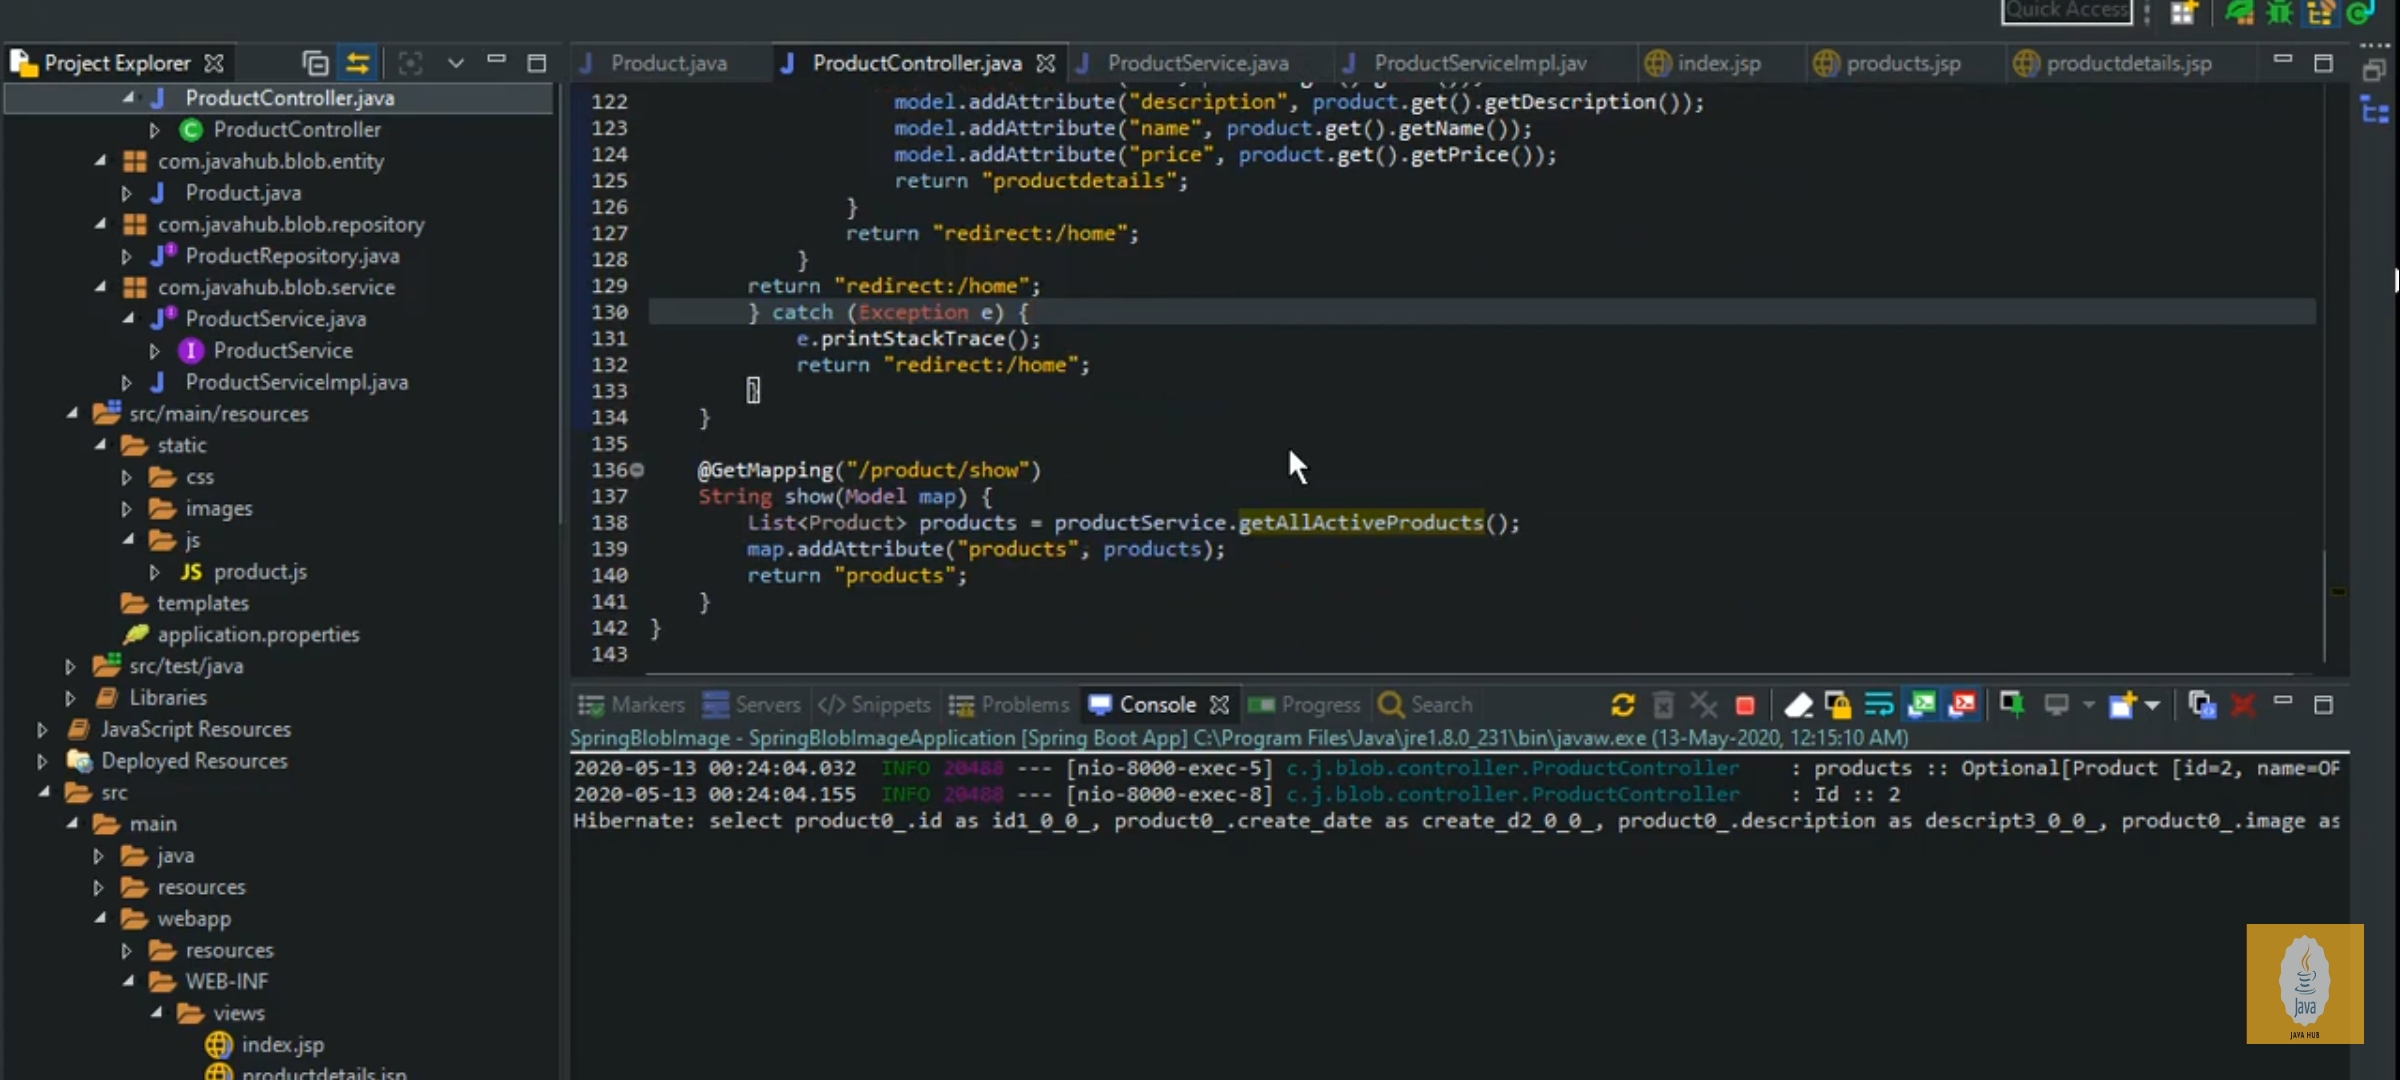 Quick Access
Project Explorer
ProductController.java
ProductController
com.javahub.blob.entity
Product.java
com.javahub.blob.repository
ProductRepository.java
com.javahub.blob.service
ProductService.java
ProductService
ProductServiceImpl.java
src/main/resources
static
css
images
js
JS product.js
templates
application.properties
src/test/java
Libraries
JavaScript Resources
Deployed Resources
src
main
java
resources
webapp
resources
WEB-INF
views
index.jsp
productdetails.jsp
Product.java ProductController.java ProductService.java ProductServiceImpl.jav index.jsp products.jsp productdetails.jsp
122 model.addAttribute("description", product.get().getDescription());
123 model.addAttribute("name", product.get().getName());
124 model.addAttribute("price", product.get().getPrice());
125 return "productdetails";
126 }
127 return "redirect:/home";
128 }
129 return "redirect:/home";
130 } catch (Exception e) {
131 e.printStackTrace();
132 return "redirect:/home";
133 }
134 }
135
136 @GetMapping("/product/show")
137 String show(Model map) {
138 List<Product> products = productService.getAllActiveProducts();
139 map.addAttribute("products", products);
140 return "products";
141 }
142 }
143
Markers Servers Snippets Problems Console Progress Search
SpringBlobImage - SpringBlobImageApplication [Spring Boot App] C:\Program Files\Java\jre1.8.0_231\bin\javaw.exe (13-May-2020, 12:15:10 AM)
2020-05-13 00:24:04.032 INFO 20488 --- [nio-8000-exec-5] c.j.blob.controller.ProductController : products :: Optional[Product [id=2, name=OF
2020-05-13 00:24:04.155 INFO 20488 --- [nio-8000-exec-8] c.j.blob.controller.ProductController : Id :: 2
Hibernate: select product0_.id as id1_0_0_, product0_.create_date as create_d2_0_0_, product0_.description as descript3_0_0_, product0_.image as
Java
JAVA HUB